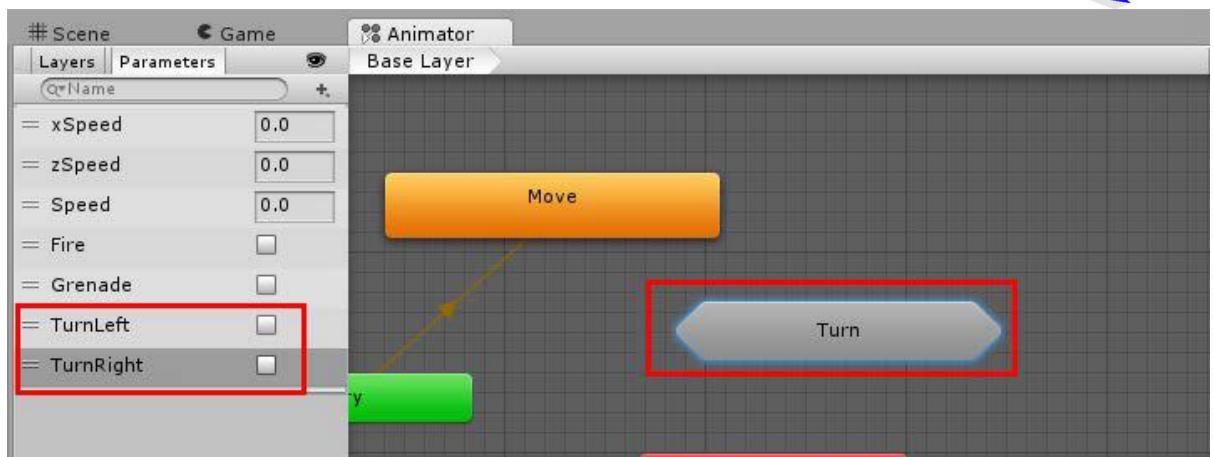 Scene Game Animator
Layers Parameters Base Layer
Name
xSpeed 0.0
zSpeed 0.0
Speed 0.0
Move
Fire
Grenade
TurnLeft
Turn
TurnRight
ry